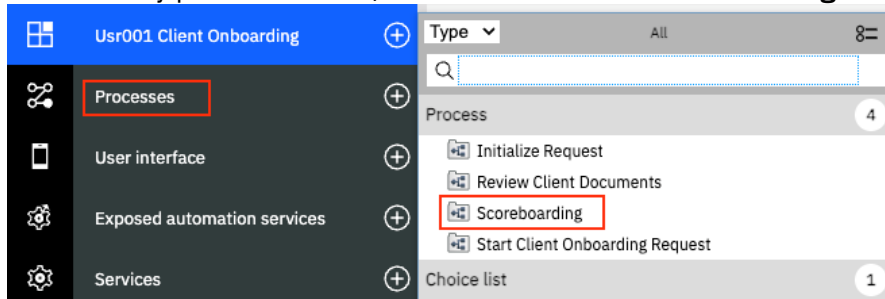 Usr001 Client Onboarding
Processes
User interface
Exposed automation services
Services
Type All
Process 4
Initialize Request
Review Client Documents
Scoreboarding
Start Client Onboarding Request
Choice list 1